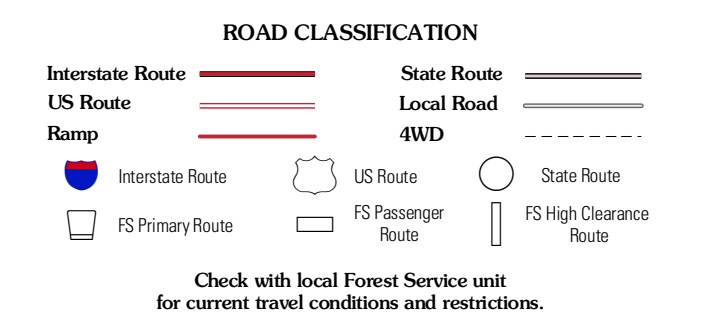 ROAD CLASSIFICATION
Interstate Route
State Route
US Route
Local Road
Ramp
4WD
Interstate Route
US Route
State Route
FS Primary Route
FS Passenger
Route
FS High Clearance
Route
Check with local Forest Service unit
for current travel conditions and restrictions.